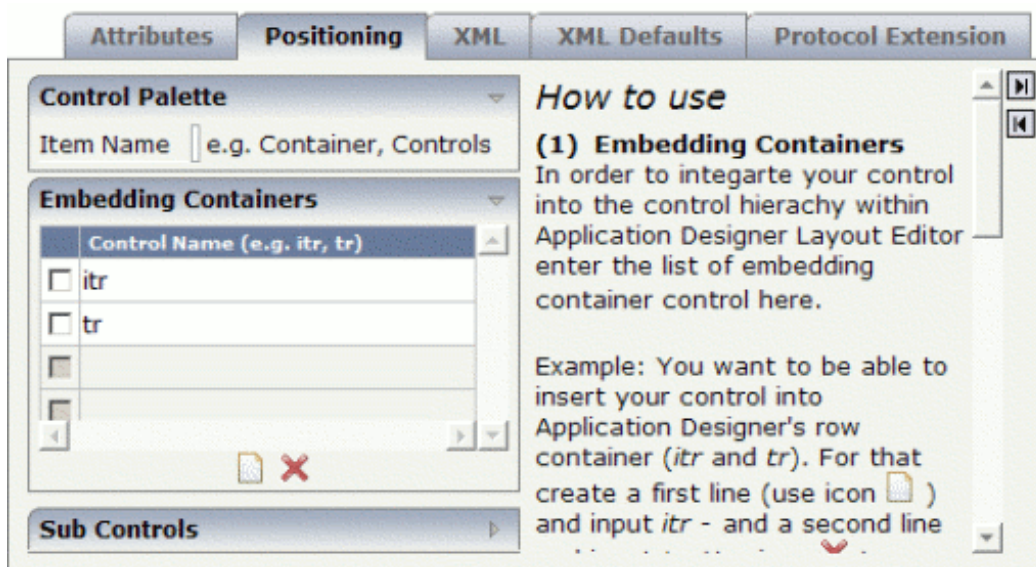 Attributes Positioning XML XML Defaults Protocol Extension
Control Palette
Item Name e.g. Container, Controls
Embedding Containers
Control Name (e.g. itr, tr)
itr
tr
Sub Controls
How to use
(1) Embedding Containers
In order to integarte your control
into the control hierachy within
Application Designer Layout Editor
enter the list of embedding
container control here.
Example: You want to be able to
insert your control into
Application Designer's row
container (itr and tr). For that
create a first line (use icon )
and input itr - and a second line